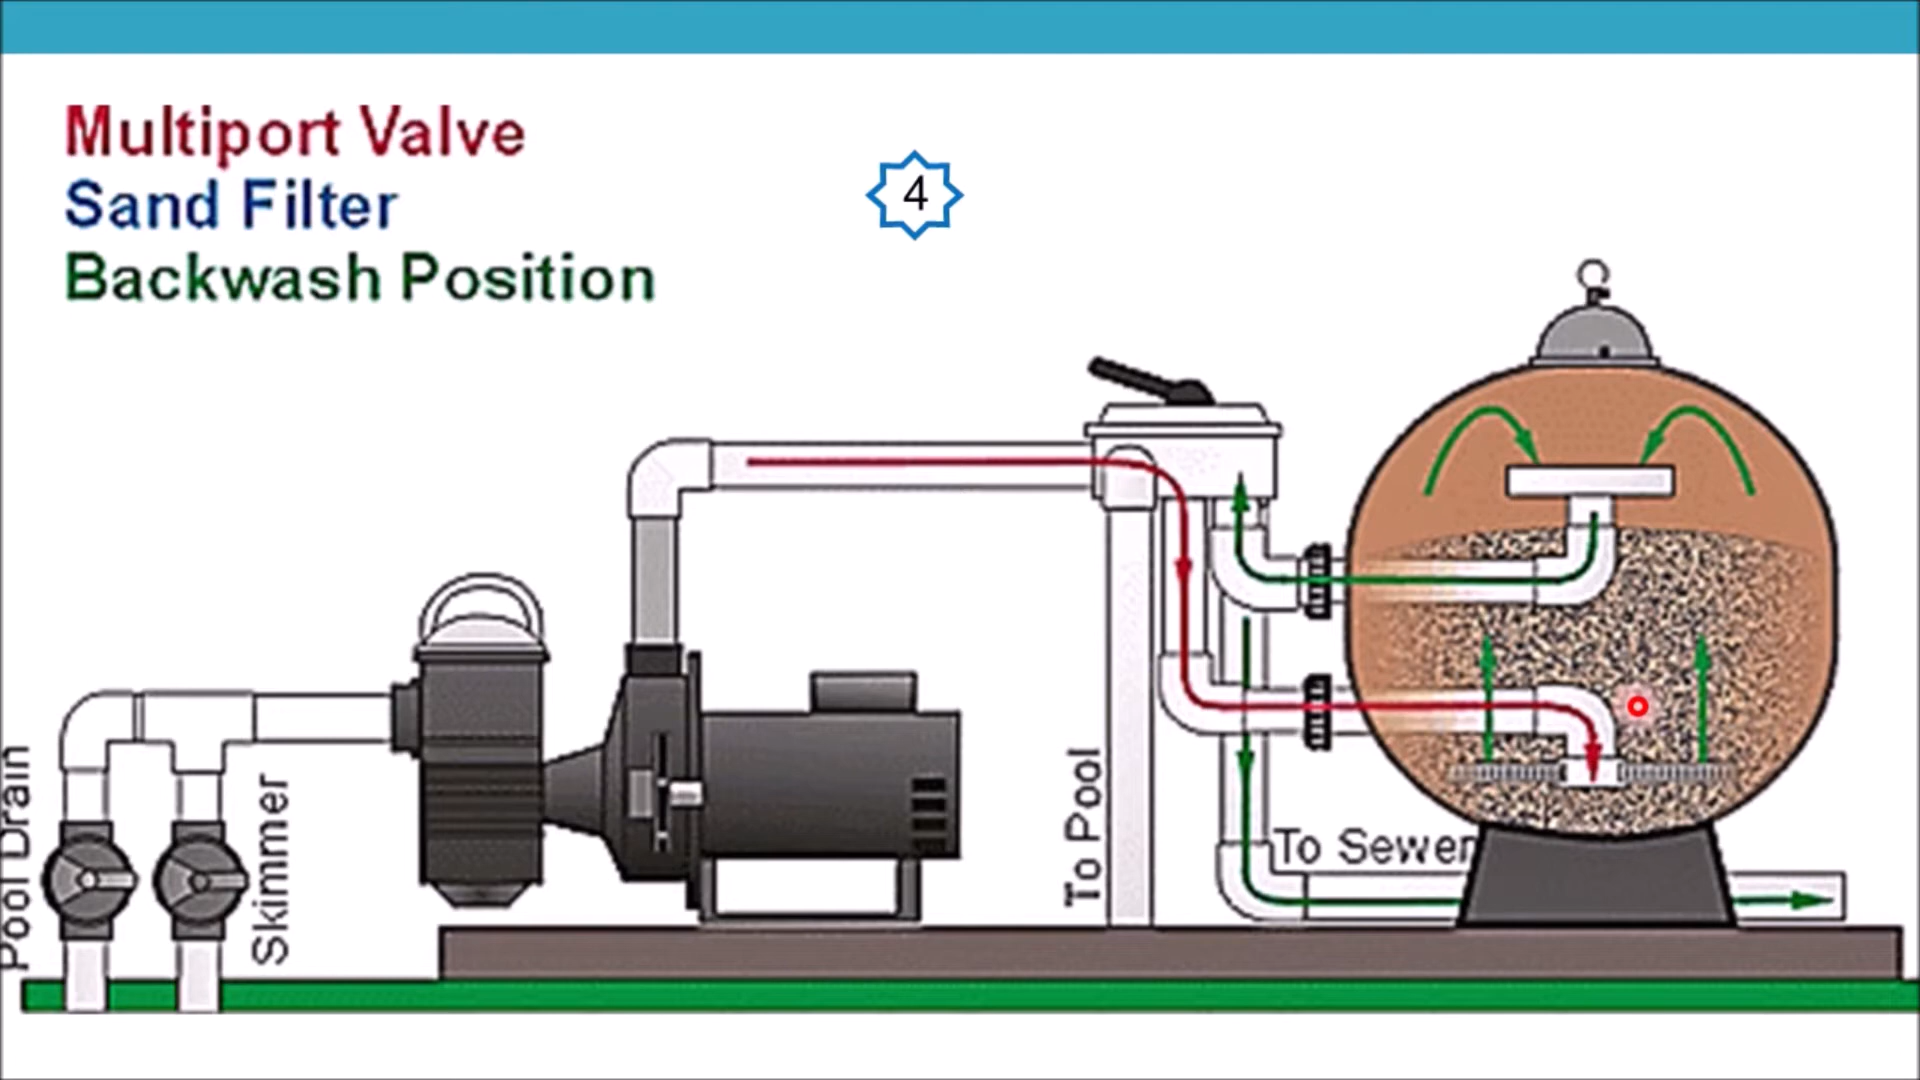 Multiport Valve
Sand Filter
Backwash Position
4
Pool Drain
Skimmer
To Pool
To Sewer